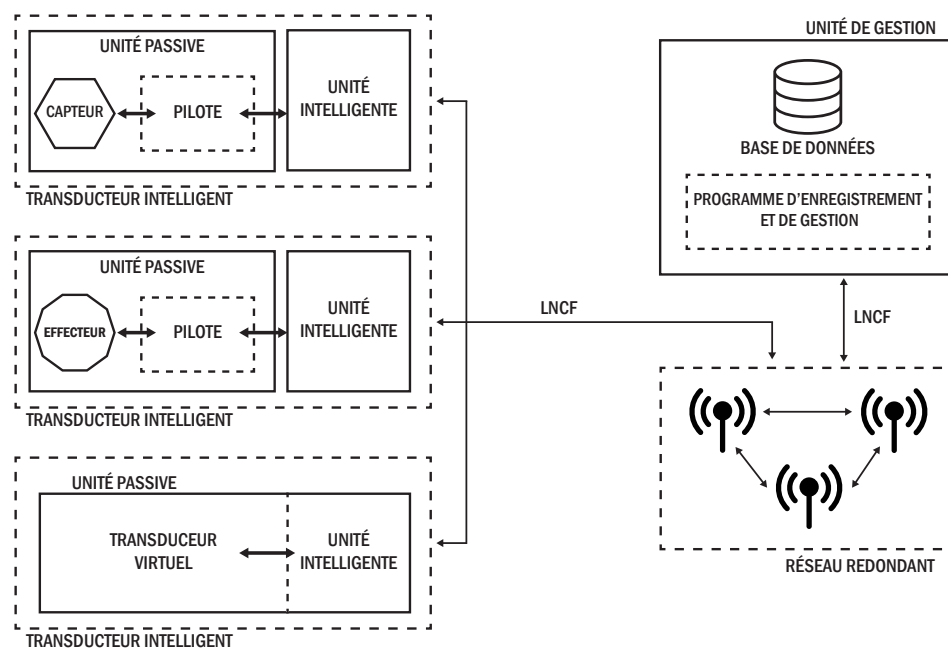 UNITÉ PASSIVE
CAPTEUR
PILOTE
UNITÉ
INTELLIGENTE
TRANSDUCTEUR INTELLIGENT
UNITÉ PASSIVE
EFFECTEUR
PILOTE
UNITÉ
INTELLIGENTE
TRANSDUCTEUR INTELLIGENT
UNITÉ PASSIVE
TRANSDUCEUR
VIRTUEL
UNITÉ
INTELLIGENTE
TRANSDUCTEUR INTELLIGENT
LNCF
UNITÉ DE GESTION
BASE DE DONNÉES
PROGRAMME D'ENREGISTREMENT
ET DE GESTION
LNCF
RÉSEAU REDONDANT